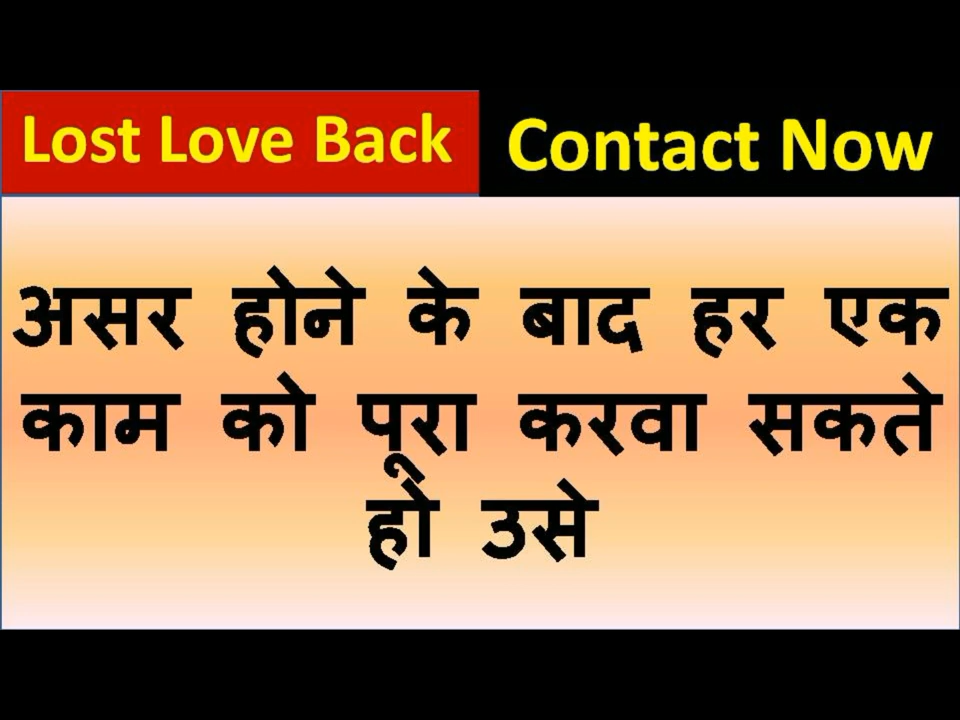 Lost Love Back
Contact Now
असर होने के बाद हर एक
काम को पूरा करवा सकते
हो उसे